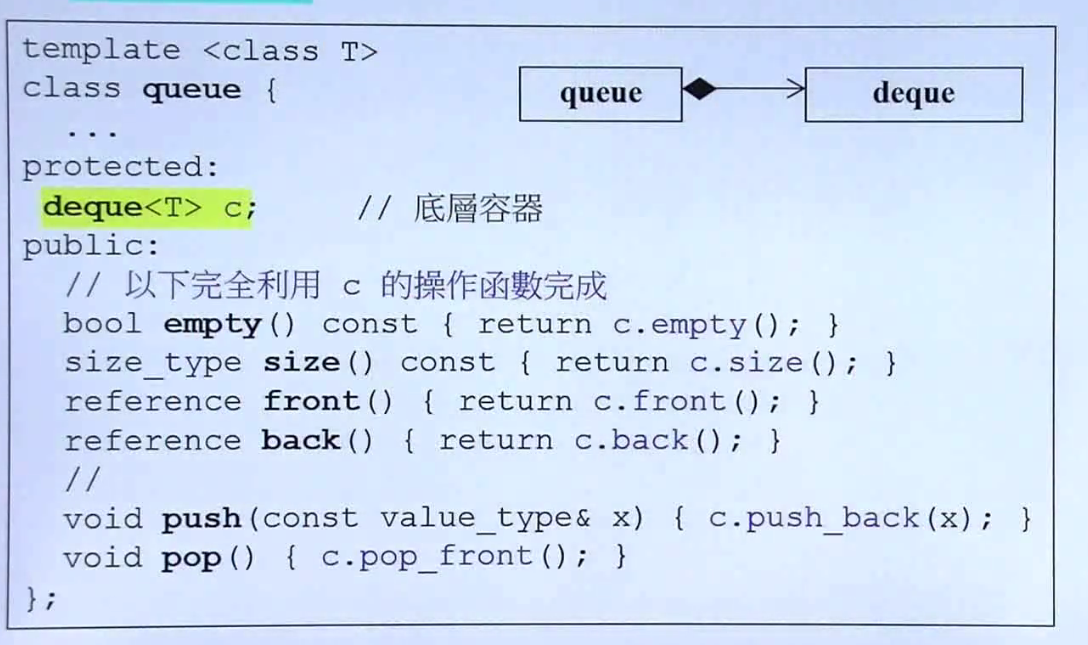 template <class T>
class queue {
...
protected:
deque<T> c; // 底層容器
public:
// 以下完全利用 c 的操作函數完成
bool empty() const { return c.empty(); }
size_type size() const { return c.size(); }
reference front() { return c.front(); }
reference back() { return c.back(); }
//
void push(const value_type& x) { c.push_back(x); }
void pop() { c.pop_front(); }
};
queue
deque